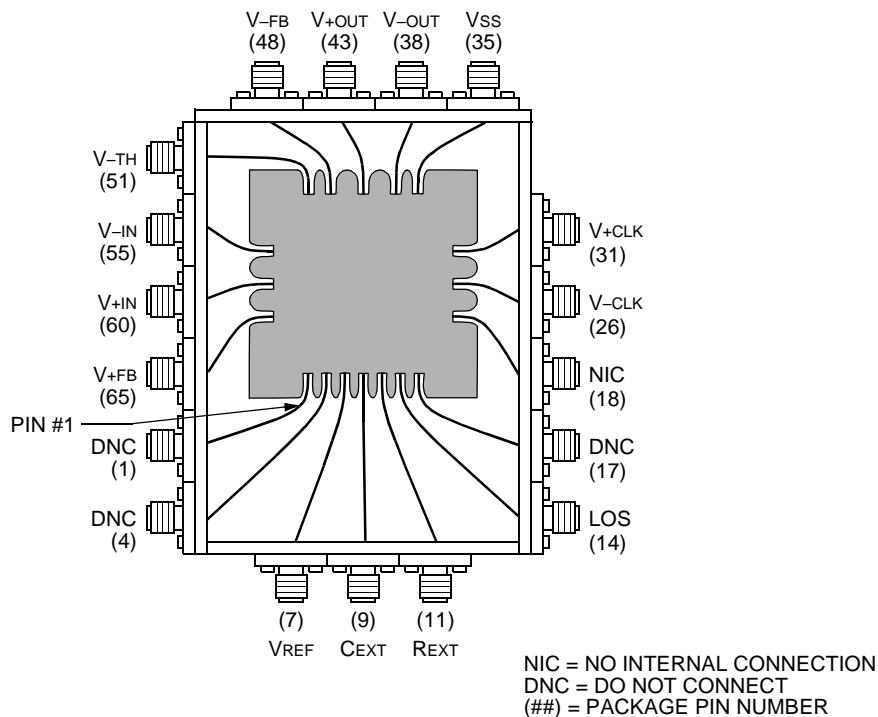 V–FB
(48)
V+OUT
(43)
V–OUT
(38)
VSS
(35)
V–TH
(51)
V–IN
(55)
V+IN
(60)
V+FB
(65)
PIN #1
DNC
(1)
DNC
(4)
V+CLK
(31)
V–CLK
(26)
NIC
(18)
DNC
(17)
LOS
(14)
(7)
VREF
(9)
CEXT
(11)
REXT
NIC = NO INTERNAL CONNECTION
DNC = DO NOT CONNECT
(##) = PACKAGE PIN NUMBER